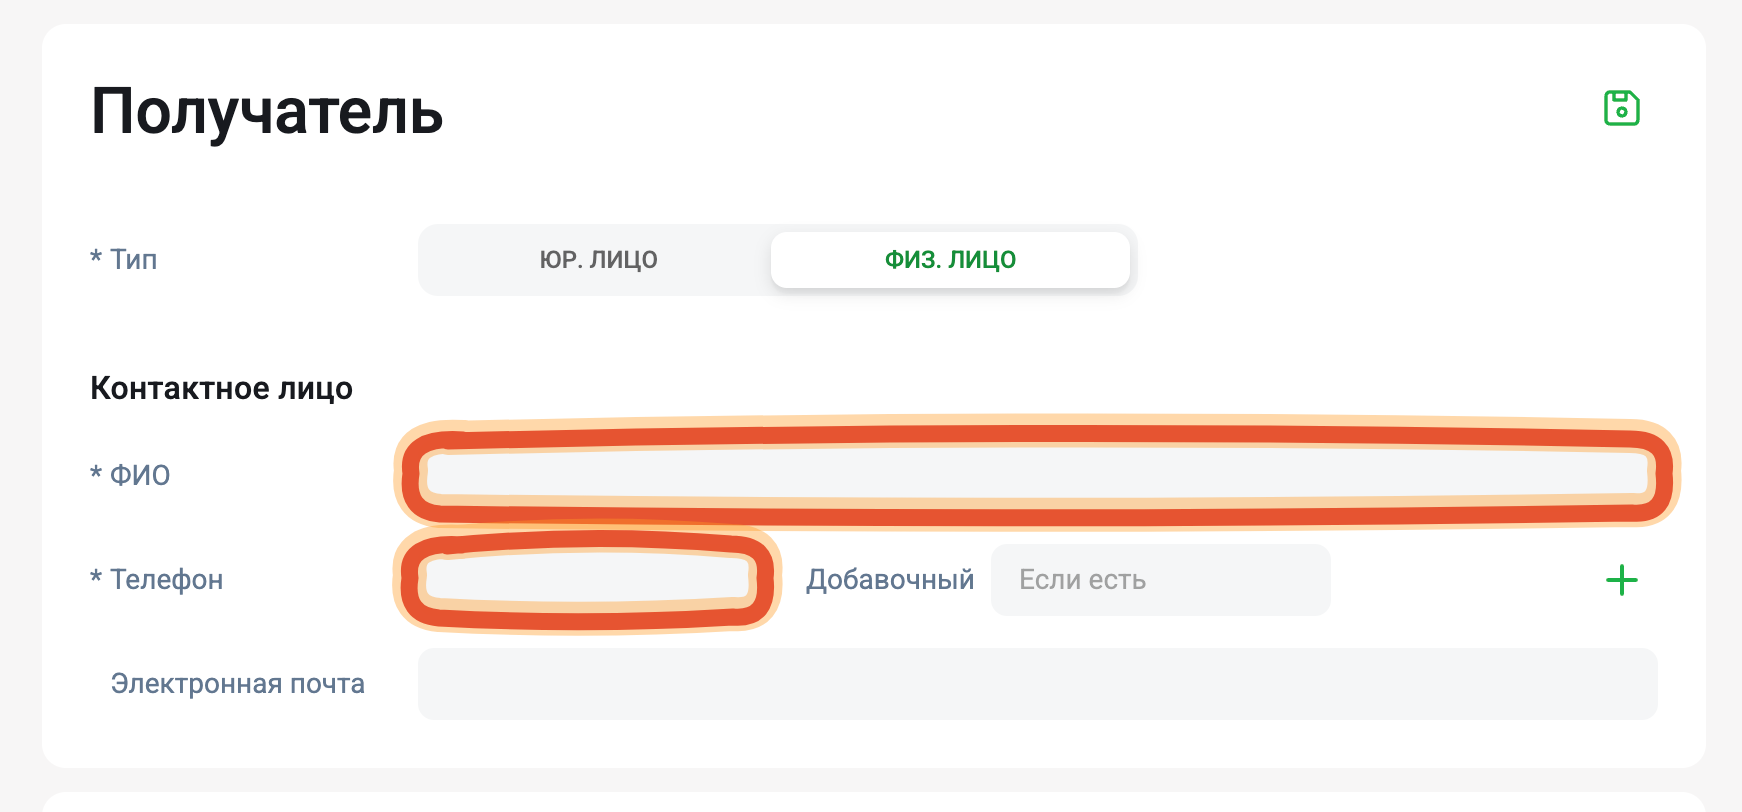 Получатель
* Тип ЮР. ЛИЦО ФИЗ. ЛИЦО
Контактное лицо
* ФИО
* Телефон Добавочный Если есть
Электронная почта